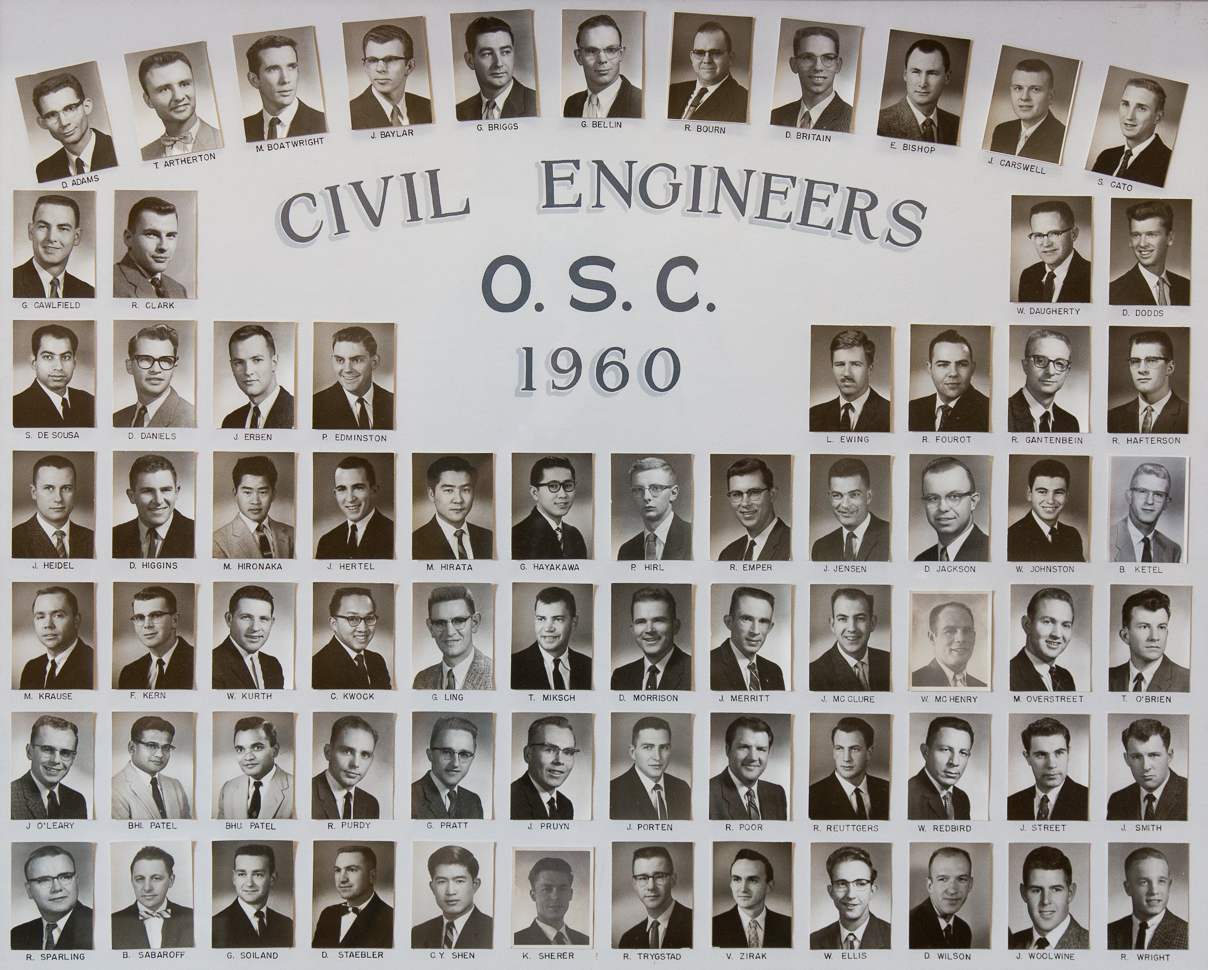 D. ADAMS
T. ARTHERTON
M. BOATWRIGHT
J. BAYLAR
G. BRIGGS
G. BELLIN
R. BOURN
D. BRITAIN
E. BISHOP
J. CARSWELL
S. CATO
CIVIL ENGINEERS
O. S. C.
1960
G. CAWLFIELD
R. CLARK
W. DAUGHERTY
D. DODDS
S. DE SOUSA
D. DANIELS
J. ERBEN
P. EDMINSTON
L. EWING
R. FOUROT
R. GANTENBEIN
R. HAFTERSON
J. HEIDEL
D. HIGGINS
M. HIRONAKA
J. HERTEL
M. HIRATA
G. HAYAKAWA
P. HIRL
R. EMPER
J. JENSEN
D. JACKSON
W. JOHNSTON
B. KETEL
M. KRAUSE
F. KERN
W. KURTH
C. KWOCK
G. LING
T. MIKSCH
D. MORRISON
J. MERRITT
J. MC CLURE
W. MC HENRY
M. OVERSTREET
T. O'BRIEN
J. O'LEARY
BHI. PATEL
BHU. PATEL
R. PURDY
G. PRATT
J. PRUYN
J. PORTEN
R. POOR
R. REUTTGERS
W. REDBIRD
J. STREET
J. SMITH
R. SPARLING
B. SABAROFF
G. SOILAND
D. STAEBLER
C.Y. SHEN
K. SHERER
R. TRYGSTAD
V. ZIRAK
W. ELLIS
D. WILSON
J. WOOLWINE
R. WRIGHT